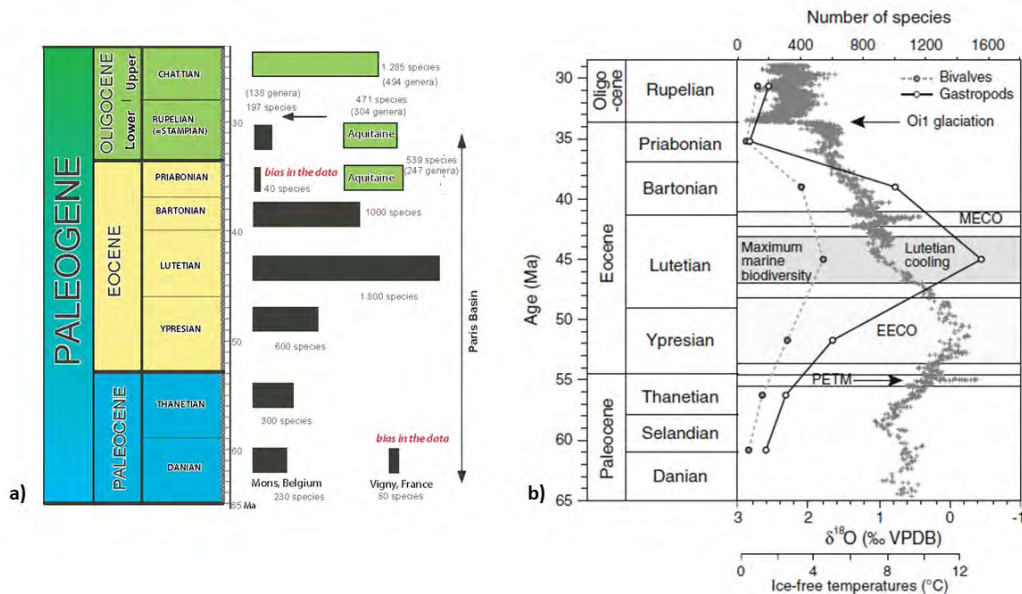 a)
PALEOGENE
OLIGOCENE
Upper
Lower
EOCENE
PALEOCENE
CHATTIAN
RUPELIAN
(=STAMPIAN)
PRIABONIAN
BARTONIAN
LUTETIAN
YPRESIAN
THANETIAN
DANIAN
30
40
50
60
65 Ma
1.285 species
(494 genera)
(138 genera)
197 species
471 species
(304 genera)
Aquitaine
539 species
(247 genera)
bias in the data
Aquitaine
40 species
1000 species
1.800 species
600 species
300 species
bias in the data
Mons, Belgium
230 species
Vigny, France
80 species
Paris Basin
b)
Number of species
0 400 800 1200 1600
Bivalves
Gastropods
Age (Ma)
30
35
40
45
50
55
60
65
Oligo
-cene
Eocene
Paleocene
Rupelian
Priabonian
Bartonian
Lutetian
Ypresian
Thanetian
Selandian
Danian
Oi1 glaciation
MECO
Maximum
marine
biodiversity
Lutetian
cooling
EECO
PETM
3 2 1 0 -1
δ18O (‰ VPDB)
0 4 8 12
Ice-free temperatures (°C)